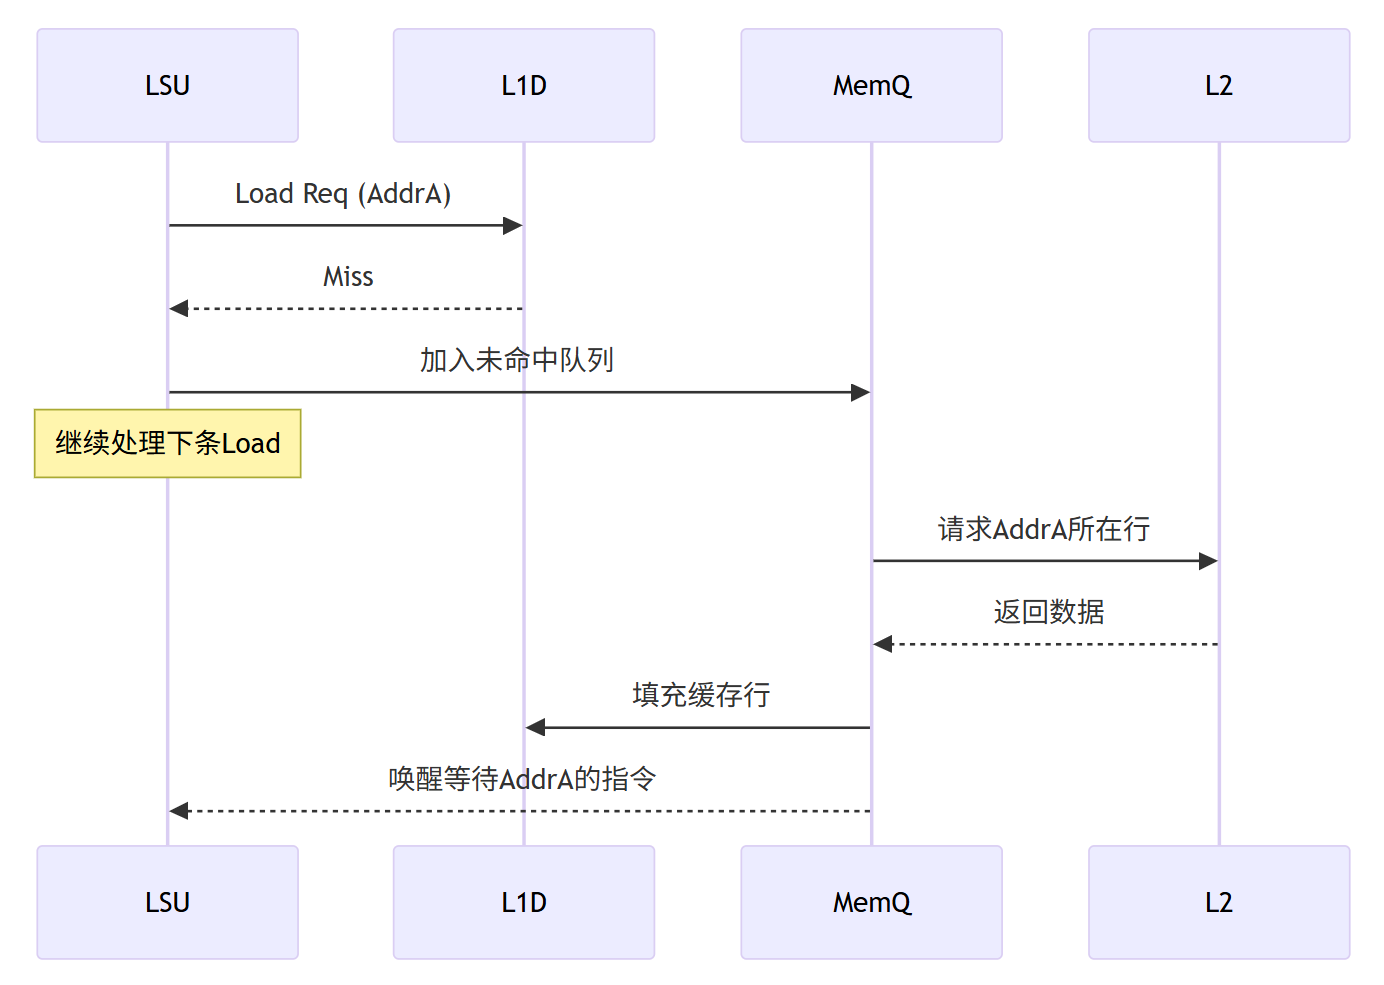 LSU
L1D
MemQ
L2
Load Req (AddrA)
Miss
加入未命中队列
继续处理下条Load
请求AddrA所在行
返回数据
填充缓存行
唤醒等待AddrA的指令
LSU
L1D
MemQ
L2